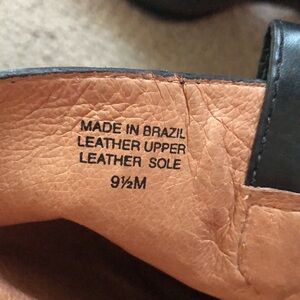 MADE IN BRAZIL
LEATHER UPPER
LEATHER SOLE
9½M